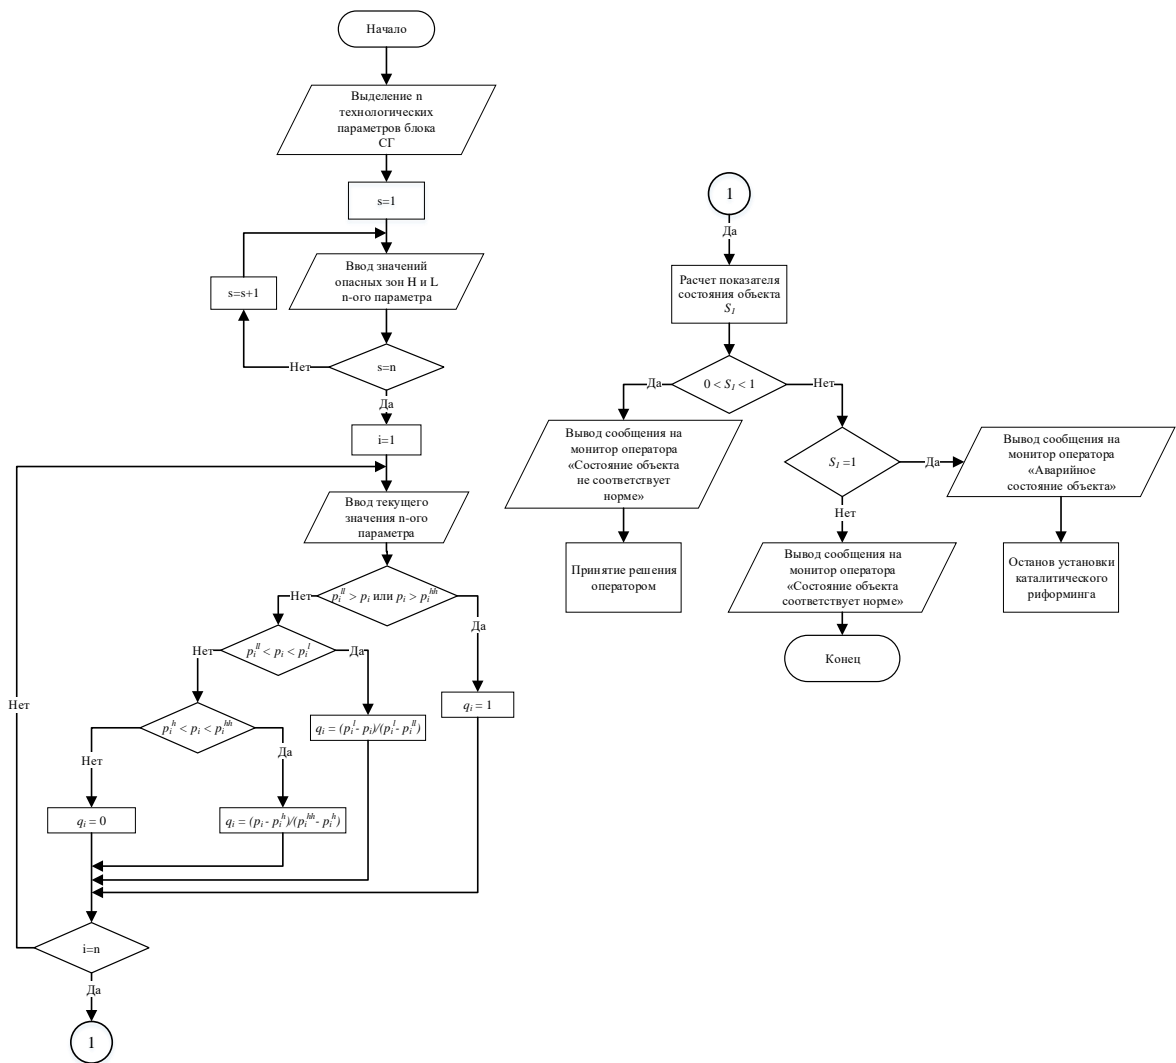 Начало
Выделение n
технологических
параметров блока
СГ
s=1
Ввод значений
опасных зон H и L
n-ого параметра
s=s+1
s=n
Нет
Да
i=1
Ввод текущего
значения n-ого
параметра
p_i^{ll} > p_i или p_i > p_i^{hh}
Нет
Да
p_i^{ll} < p_i < p_i^l
Нет
Да
p_i^h < p_i < p_i^{hh}
Нет
Да
q_i = 1
q_i = (p_i^l - p_i)/(p_i^l - p_i^{ll})
q_i = 0
q_i = (p_i - p_i^h)/(p_i^{hh} - p_i^h)
Нет
i=n
Да
1
1
Да
Расчет показателя
состояния объекта
S_I
0 < S_I < 1
Да
Нет
Вывод сообщения на
монитор оператора
«Состояние объекта
не соответствует
норме»
Принятие решения
оператором
S_I =1
Да
Нет
Вывод сообщения на
монитор оператора
«Аварийное
состояние объекта»
Останов установки
каталитического
риформинга
Вывод сообщения на
монитор оператора
«Состояние объекта
соответствует норме»
Конец